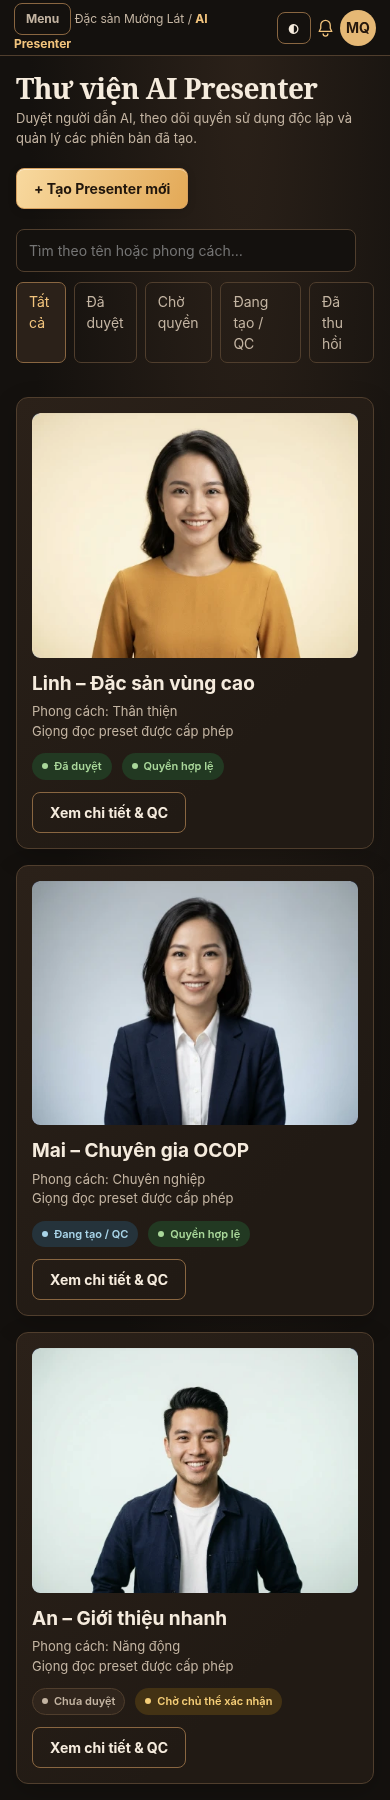 Menu Đặc sản Mường Lát / AI
Presenter
◐
MQ
Thư viện AI Presenter
Duyệt người dẫn AI, theo dõi quyền sử dụng độc lập và
quản lý các phiên bản đã tạo.
+ Tạo Presenter mới
Tìm theo tên hoặc phong cách...
Tất
cả
Đã
duyệt
Chờ
quyền
Đang
tạo /
QC
Đã
thu
hồi
Linh – Đặc sản vùng cao
Phong cách: Thân thiện
Giọng đọc preset được cấp phép
Đã duyệt
Quyền hợp lệ
Xem chi tiết & QC
Mai – Chuyên gia OCOP
Phong cách: Chuyên nghiệp
Giọng đọc preset được cấp phép
Đang tạo / QC
Quyền hợp lệ
Xem chi tiết & QC
An – Giới thiệu nhanh
Phong cách: Năng động
Giọng đọc preset được cấp phép
Chưa duyệt
Chờ chủ thể xác nhận
Xem chi tiết & QC